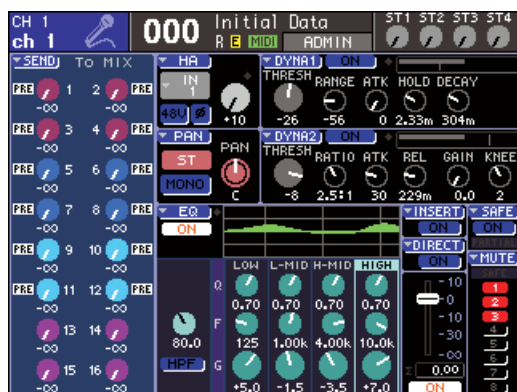 CH 1 000 Initial Data ST1 ST2 ST3 ST4
ch 1 R E MIDI ADMIN
SEND To MIX HA DYNA1 ON
IN 1 THRESH RANGE ATK HOLD DECAY
PRE 1 2 PRE
-∞ -∞ 48V ø +10 -26 -56 0 2.33m 304m
PRE 3 4 PRE PAN DYNA2 ON
-∞ -∞ ST PAN THRESH RATIO ATK REL GAIN KNEE
PRE 5 6 PRE
-∞ -∞ MONO C -8 2.5:1 30 229m 0.0 2
PRE 7 8 PRE EQ INSERT SAFE
-∞ -∞ ON ON ON
DIRECT PARTIAL
PRE 9 10 PRE ON MUTE
-∞ -∞ LOW L-MID H-MID HIGH SAFE
PRE 11 12 PRE Q 0.70 0.70 0.70 0.70 -10 1
-∞ -∞ -0 2
13 14 F -10 3
-∞ -∞ 80.0 125 1.00k 4.00k 10.0k -30 4
15 16 HPF G -∞ 5
-∞ -∞ +5.0 -1.5 -3.5 +7.0 Σ 0.00 6
7
ON 8